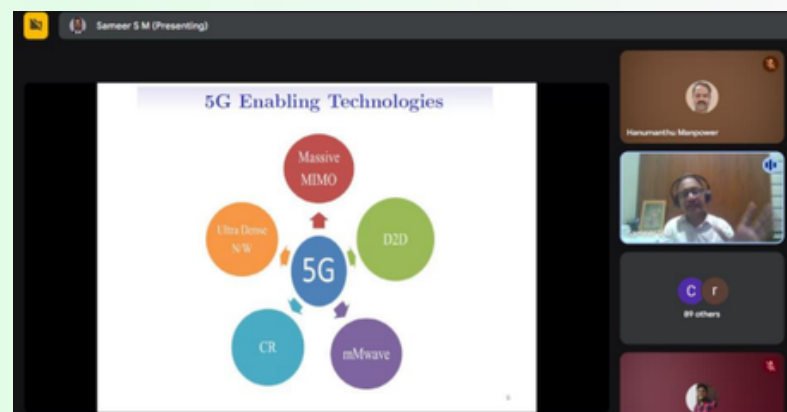 Sameer S M (Presenting)
5G Enabling Technologies
Massive
MIMO
Ultra Dense
N/W
D2D
5G
CR
mMwave
Hanumanthu Manpower
C r
89 others